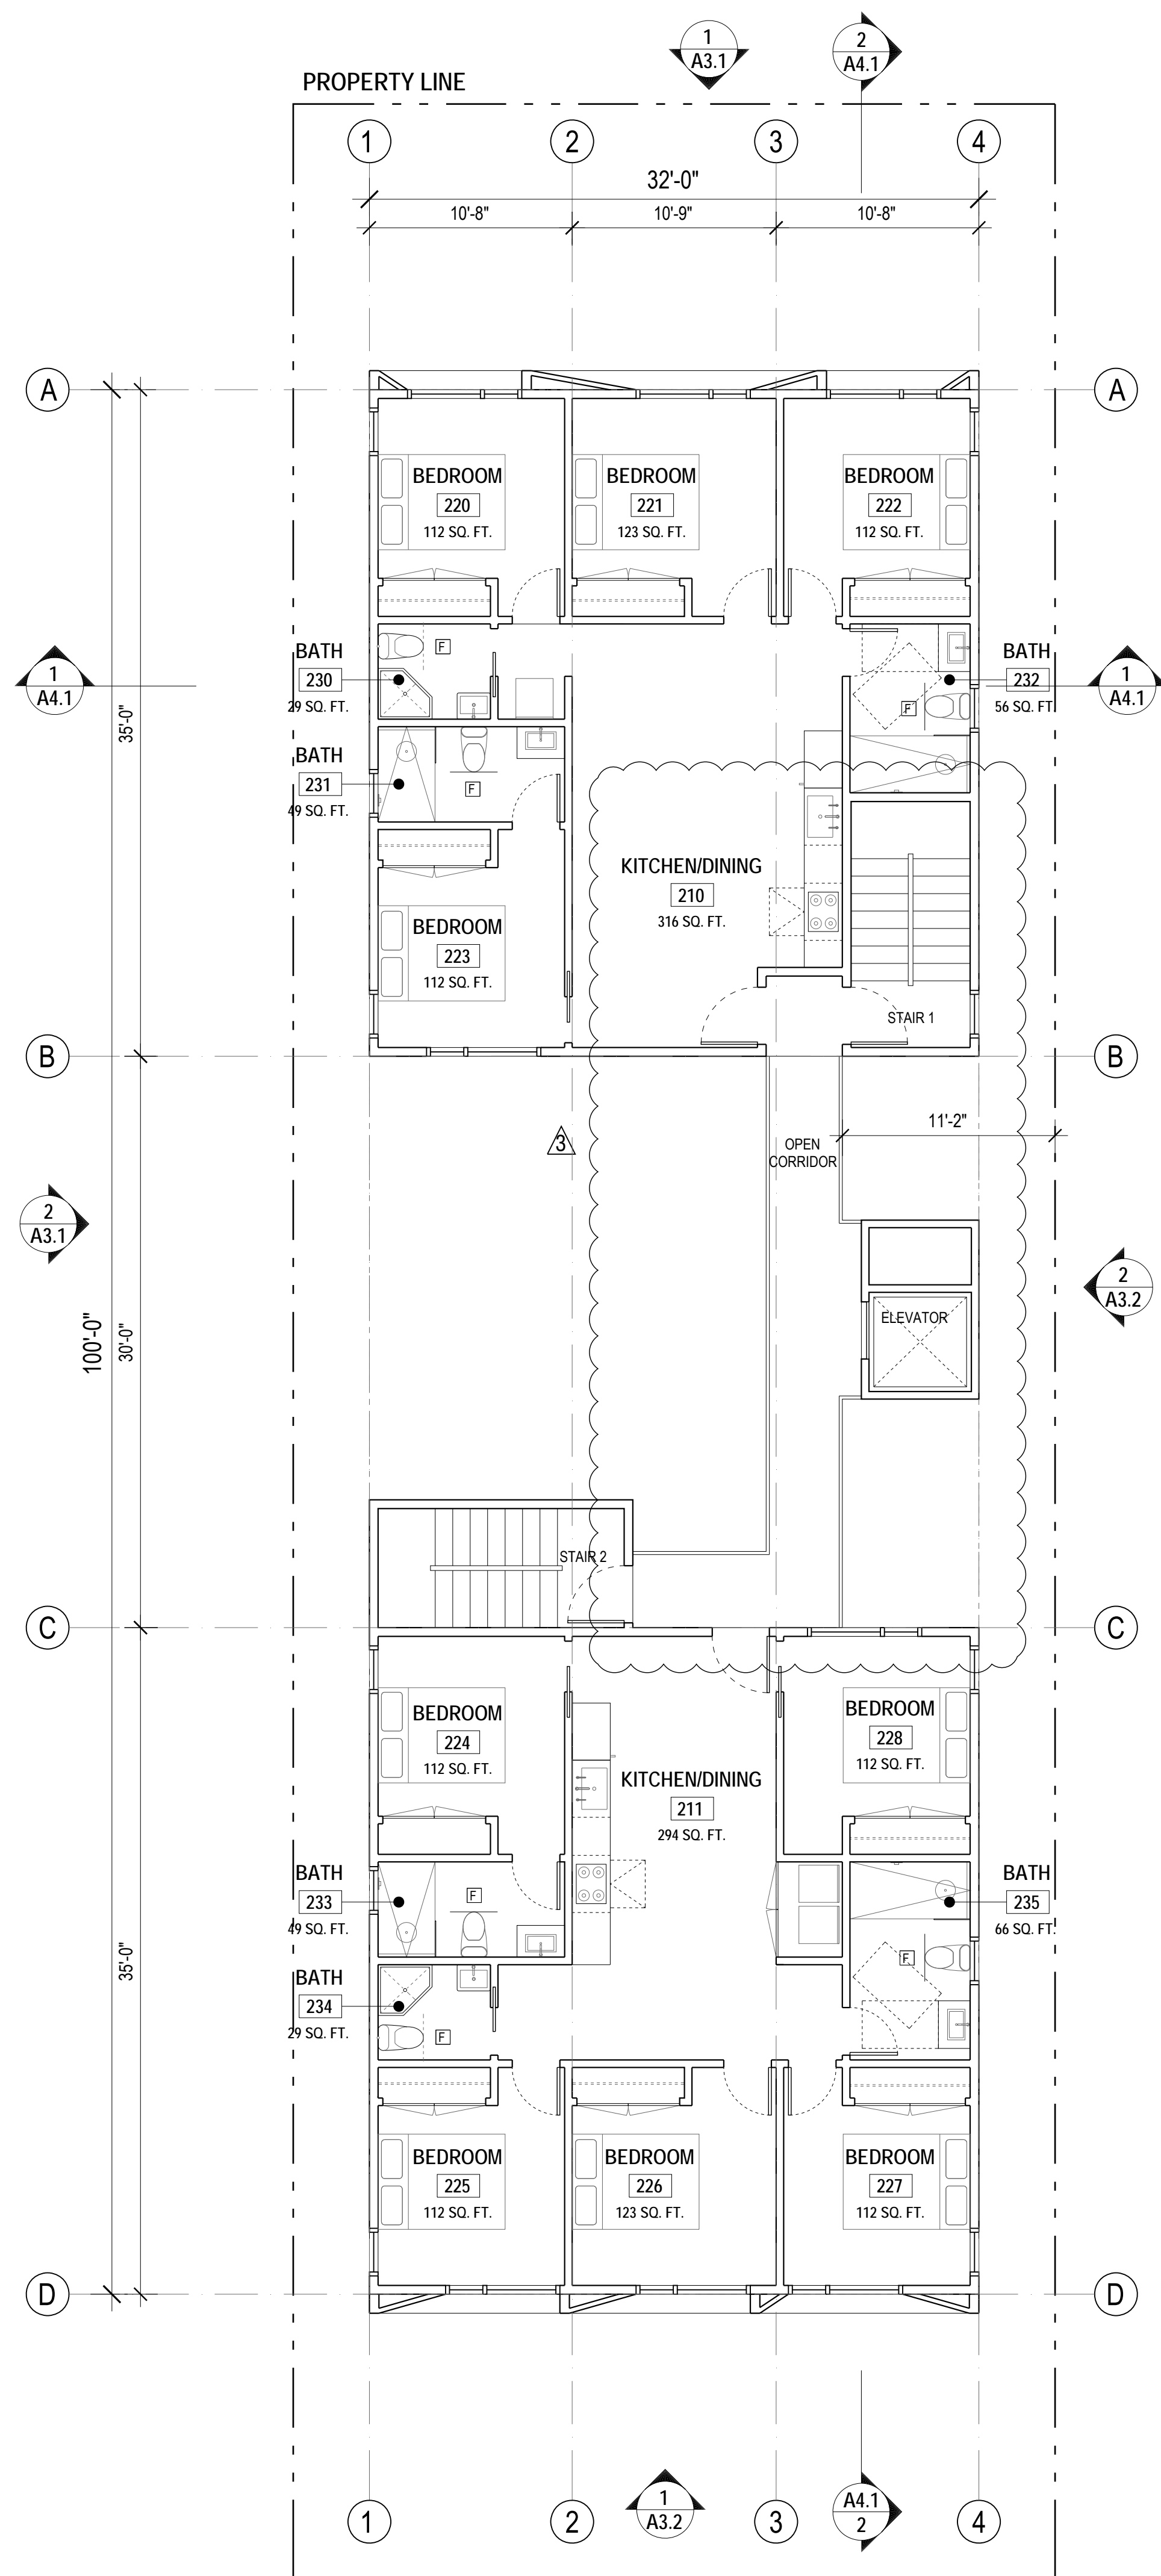 1
A3.1
2
A4.1
PROPERTY LINE
1
2
3
4
32'-0"
10'-8"
10'-9"
10'-8"
A
A
BEDROOM
220
112 SQ. FT.
BEDROOM
221
123 SQ. FT.
BEDROOM
222
112 SQ. FT.
1
A4.1
35'-0"
BATH
230
29 SQ. FT.
F
BATH
231
49 SQ. FT.
F
BATH
232
56 SQ. FT.
F
1
A4.1
KITCHEN/DINING
210
316 SQ. FT.
BEDROOM
223
112 SQ. FT.
STAIR 1
B
B
11'-2"
3
OPEN
CORRIDOR
2
A3.1
2
A3.2
100'-0"
30'-0"
ELEVATOR
STAIR 2
C
C
BEDROOM
224
112 SQ. FT.
BEDROOM
228
112 SQ. FT.
KITCHEN/DINING
211
294 SQ. FT.
BATH
233
49 SQ. FT.
F
BATH
235
66 SQ. FT.
F
35'-0"
BATH
234
29 SQ. FT.
F
BEDROOM
225
112 SQ. FT.
BEDROOM
226
123 SQ. FT.
BEDROOM
227
112 SQ. FT.
D
D
1
2
1
A3.2
3
A4.1
2
4